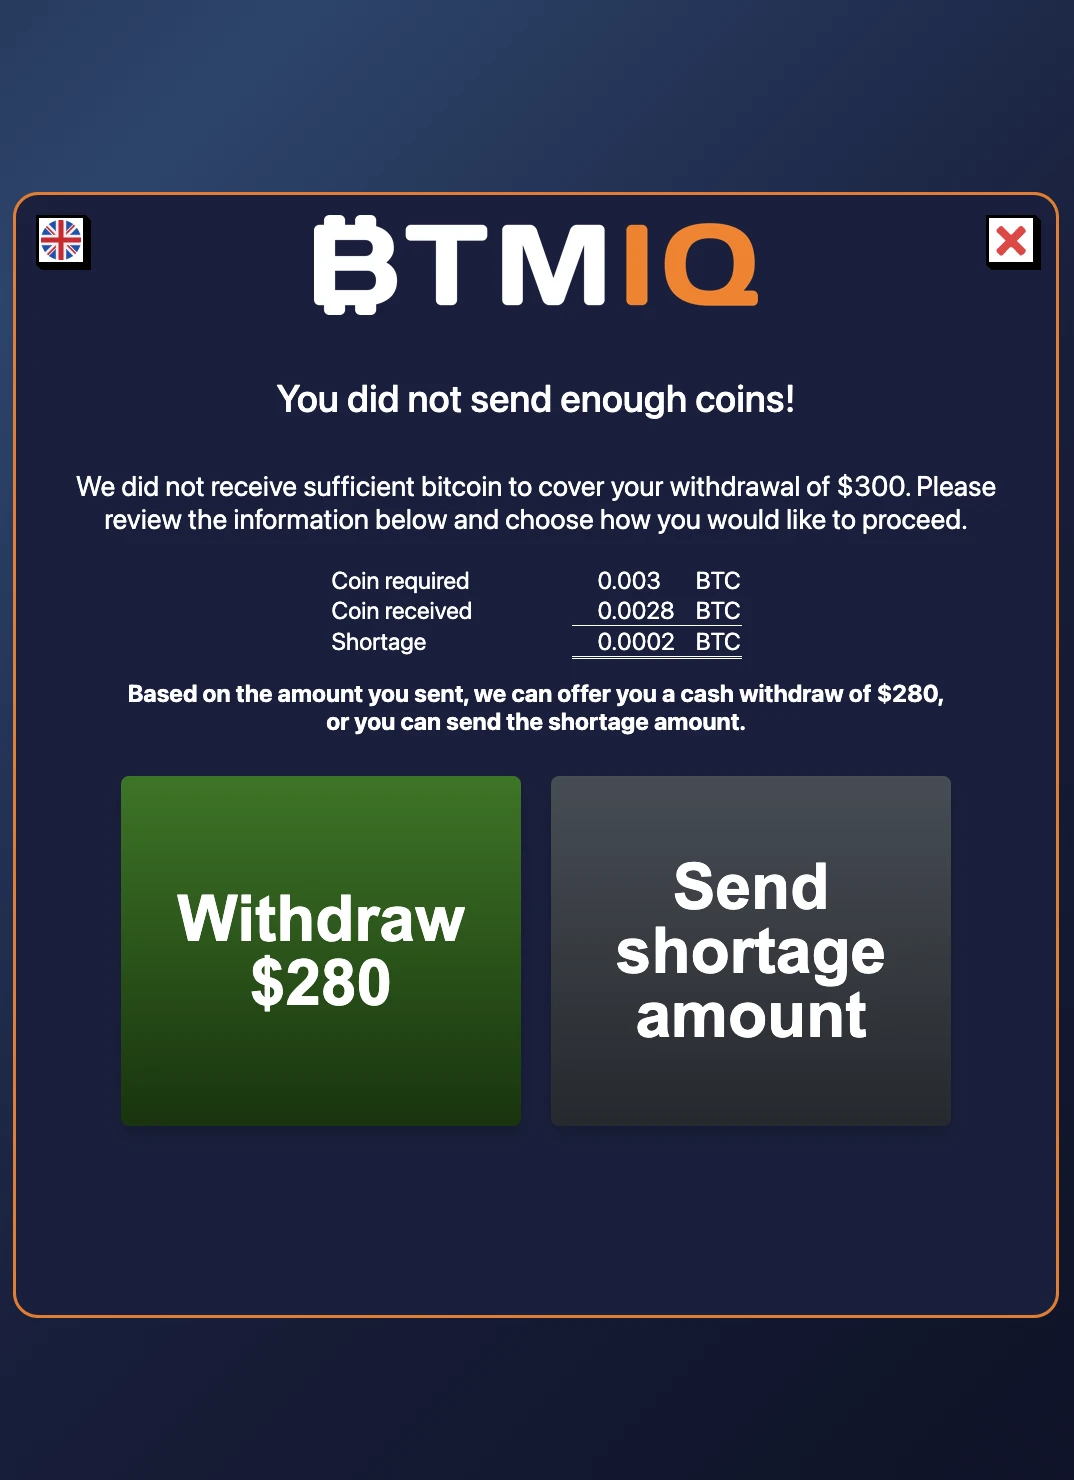 BTMIQ
You did not send enough coins!
We did not receive sufficient bitcoin to cover your withdrawal of $300. Please
review the information below and choose how you would like to proceed.
Coin required 0.003 BTC
Coin received 0.0028 BTC
Shortage 0.0002 BTC
Based on the amount you sent, we can offer you a cash withdraw of $280,
or you can send the shortage amount.
Withdraw
$280
Send
shortage
amount